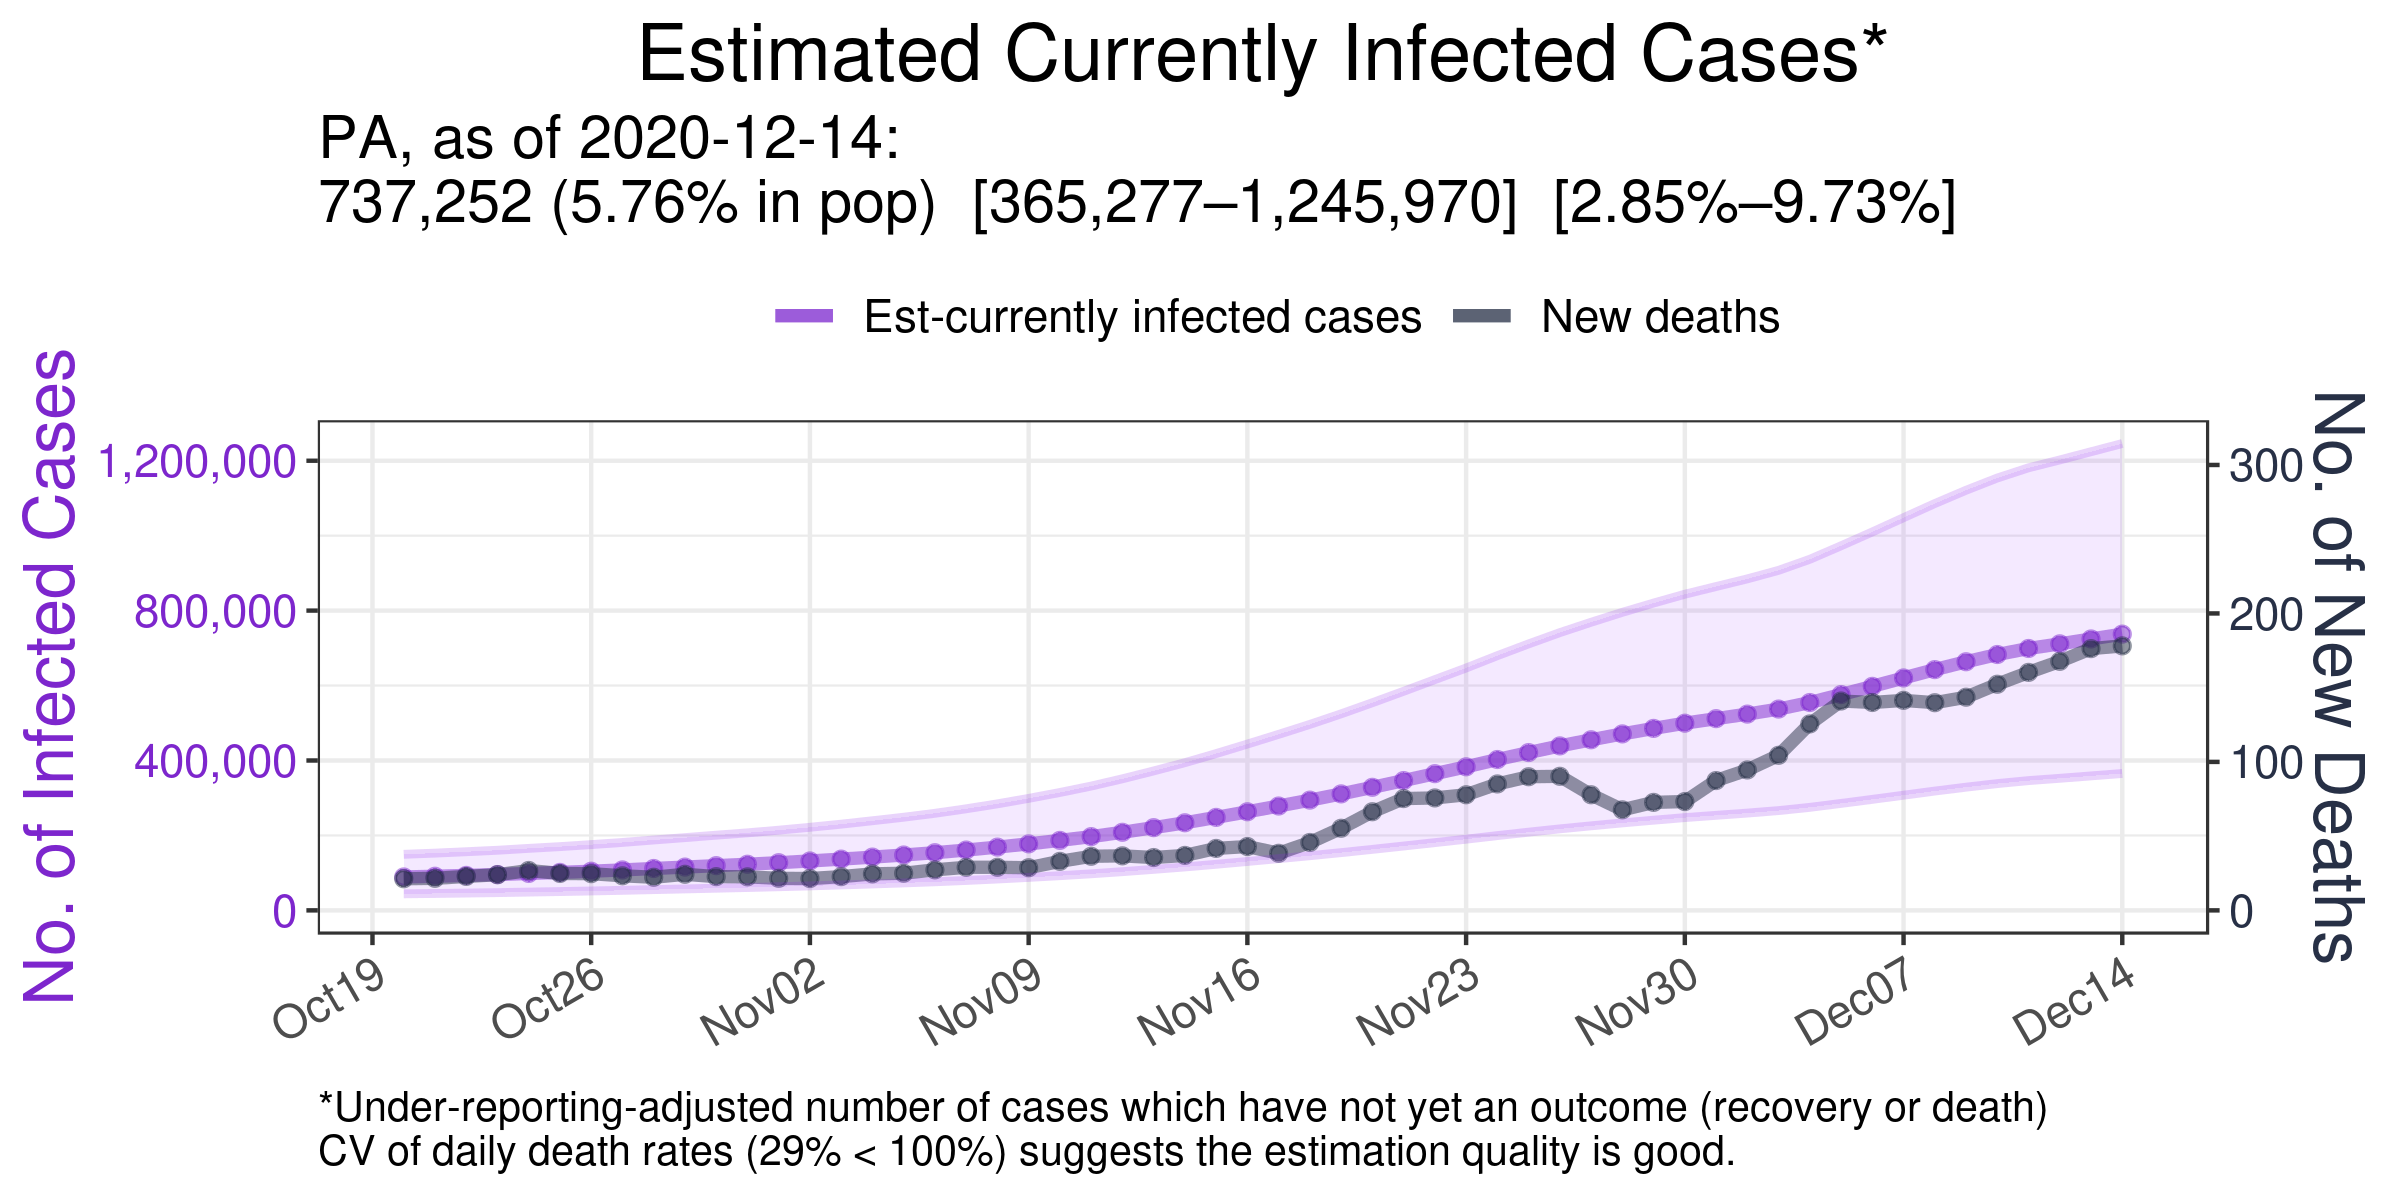 Estimated Currently Infected Cases*
PA, as of 2020-12-14:
737,252 (5.76% in pop)  [365,277–1,245,970]  [2.85%–9.73%]
Est-currently infected cases
New deaths
No. of Infected Cases
1,200,000
800,000
400,000
0
No. of New Deaths
300
200
100
0
Oct19
Oct26
Nov02
Nov09
Nov16
Nov23
Nov30
Dec07
Dec14
*Under-reporting-adjusted number of cases which have not yet an outcome (recovery or death)
CV of daily death rates (29% < 100%) suggests the estimation quality is good.